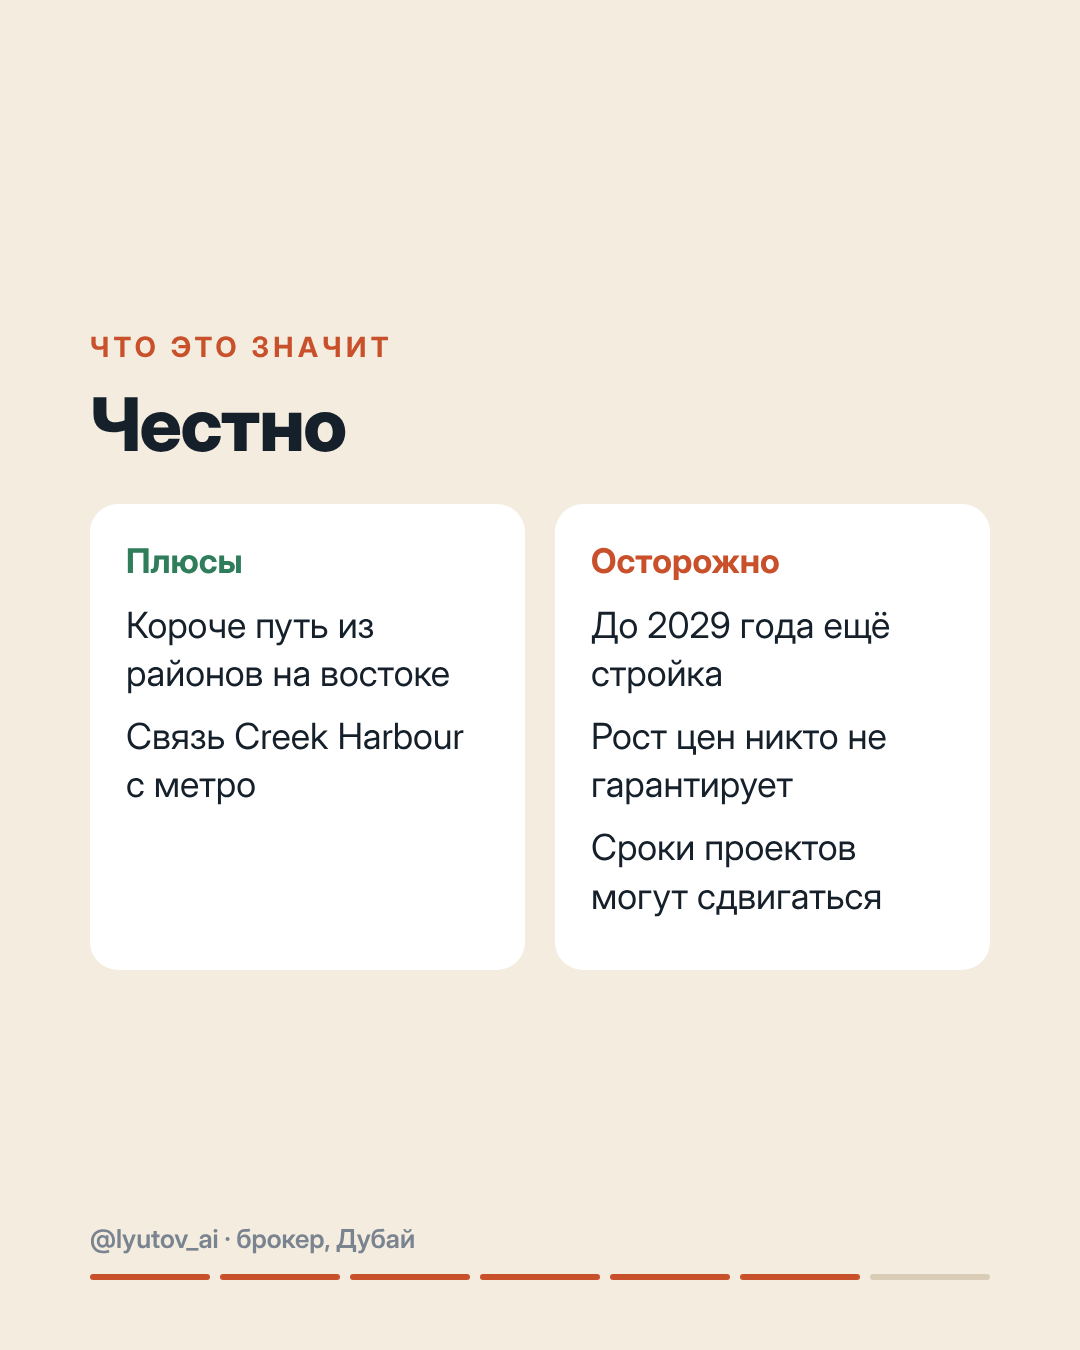 ЧТО ЭТО ЗНАЧИТ
Честно
Плюсы
Короче путь из
районов на востоке
Связь Creek Harbour
с метро
Осторожно
До 2029 года ещё
стройка
Рост цен никто не
гарантирует
Сроки проектов
могут сдвигаться
@lyutov_ai · брокер, Дубай